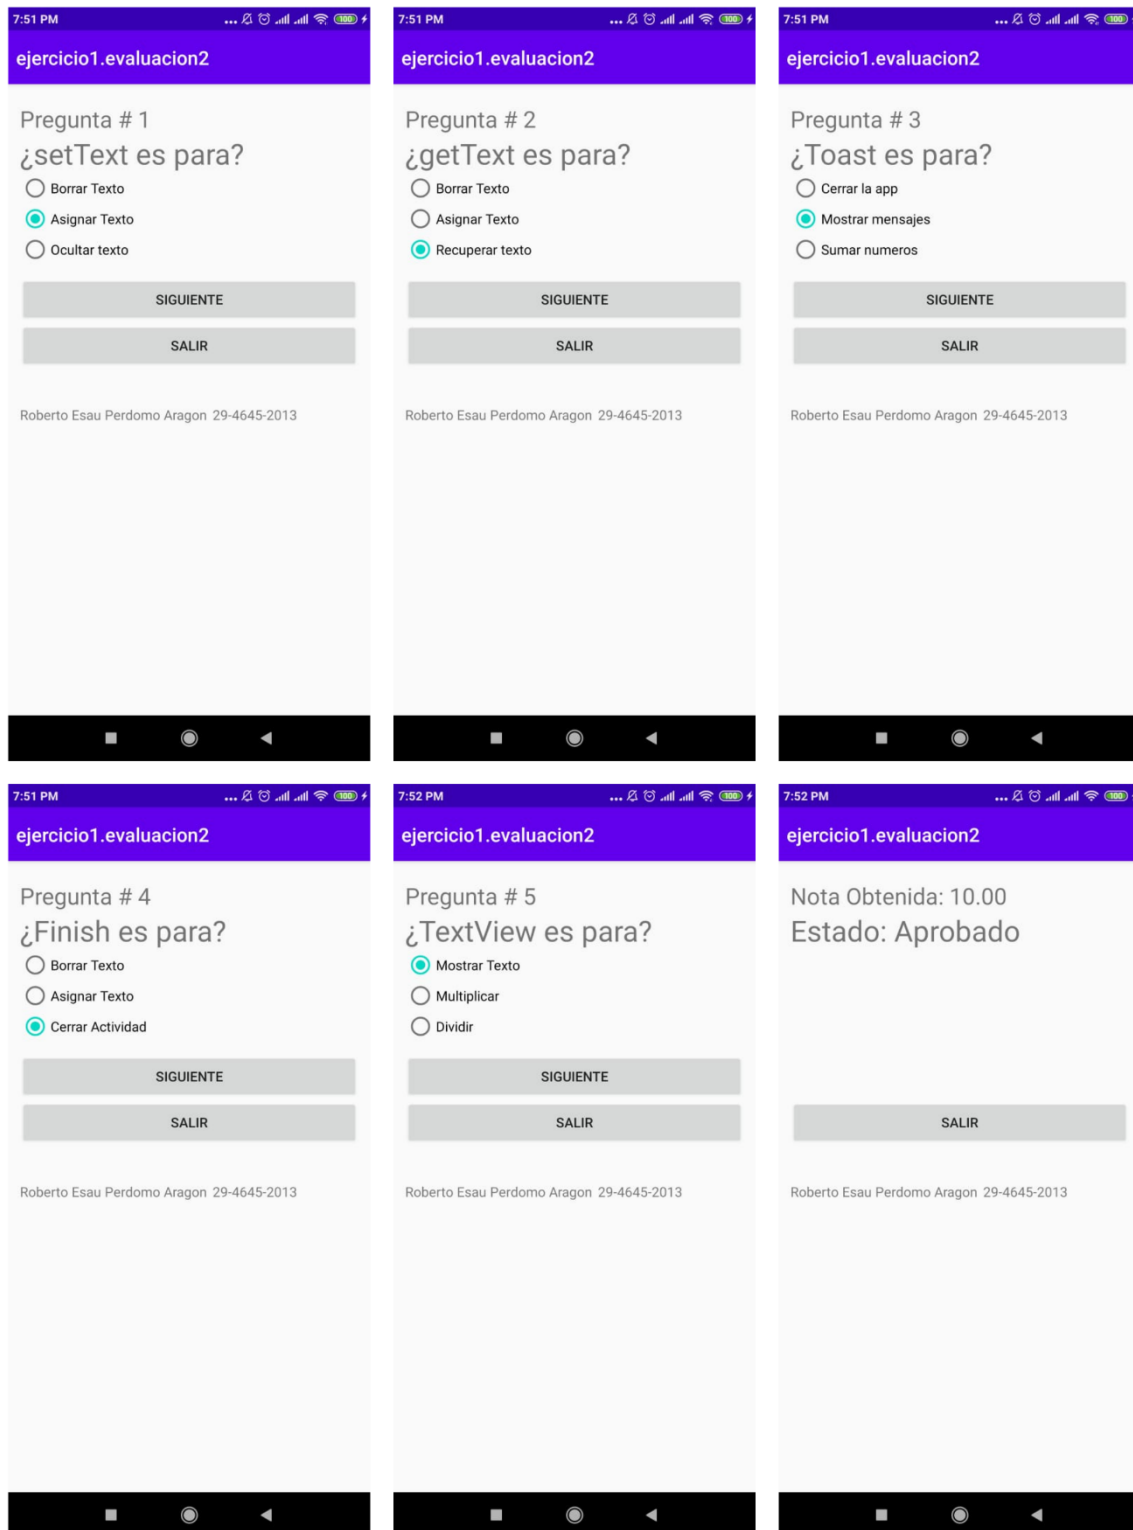 7:51 PM
100
ejercicio1.evaluacion2
Pregunta # 1
¿setText es para?
Borrar Texto
Asignar Texto
Ocultar texto
SIGUIENTE
SALIR
Roberto Esau Perdomo Aragon 29-4645-2013
7:51 PM
100
ejercicio1.evaluacion2
Pregunta # 2
¿getText es para?
Borrar Texto
Asignar Texto
Recuperar texto
SIGUIENTE
SALIR
Roberto Esau Perdomo Aragon 29-4645-2013
7:51 PM
100
ejercicio1.evaluacion2
Pregunta # 3
¿Toast es para?
Cerrar la app
Mostrar mensajes
Sumar numeros
SIGUIENTE
SALIR
Roberto Esau Perdomo Aragon 29-4645-2013
7:51 PM
100
ejercicio1.evaluacion2
Pregunta # 4
¿Finish es para?
Borrar Texto
Asignar Texto
Cerrar Actividad
SIGUIENTE
SALIR
Roberto Esau Perdomo Aragon 29-4645-2013
7:52 PM
100
ejercicio1.evaluacion2
Pregunta # 5
¿TextView es para?
Mostrar Texto
Multiplicar
Dividir
SIGUIENTE
SALIR
Roberto Esau Perdomo Aragon 29-4645-2013
7:52 PM
100
ejercicio1.evaluacion2
Nota Obtenida: 10.00
Estado: Aprobado
SALIR
Roberto Esau Perdomo Aragon 29-4645-2013